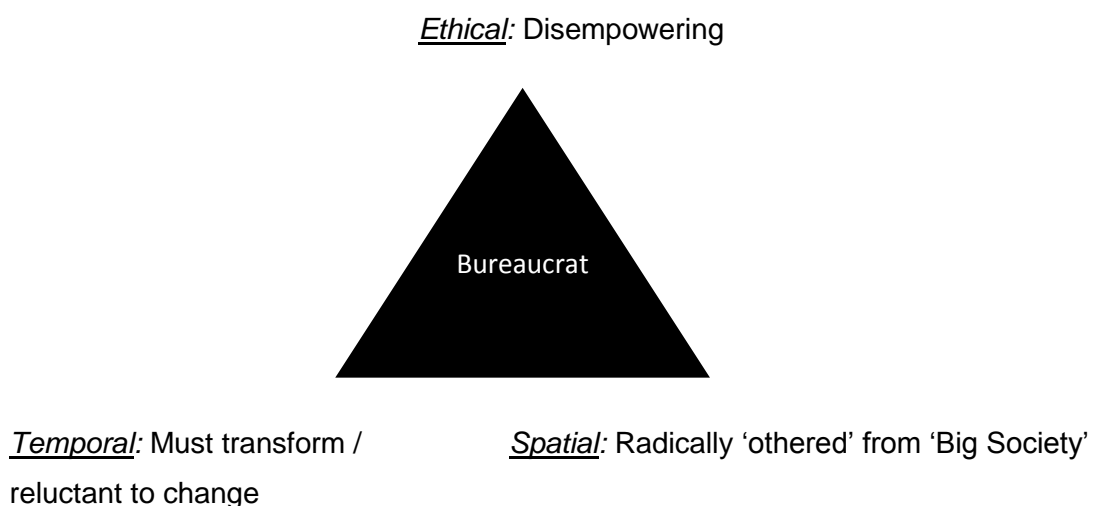 Ethical: Disempowering
Bureaucrat
Temporal: Must transform /
reluctant to change
Spatial: Radically ‘othered’ from ‘Big Society’